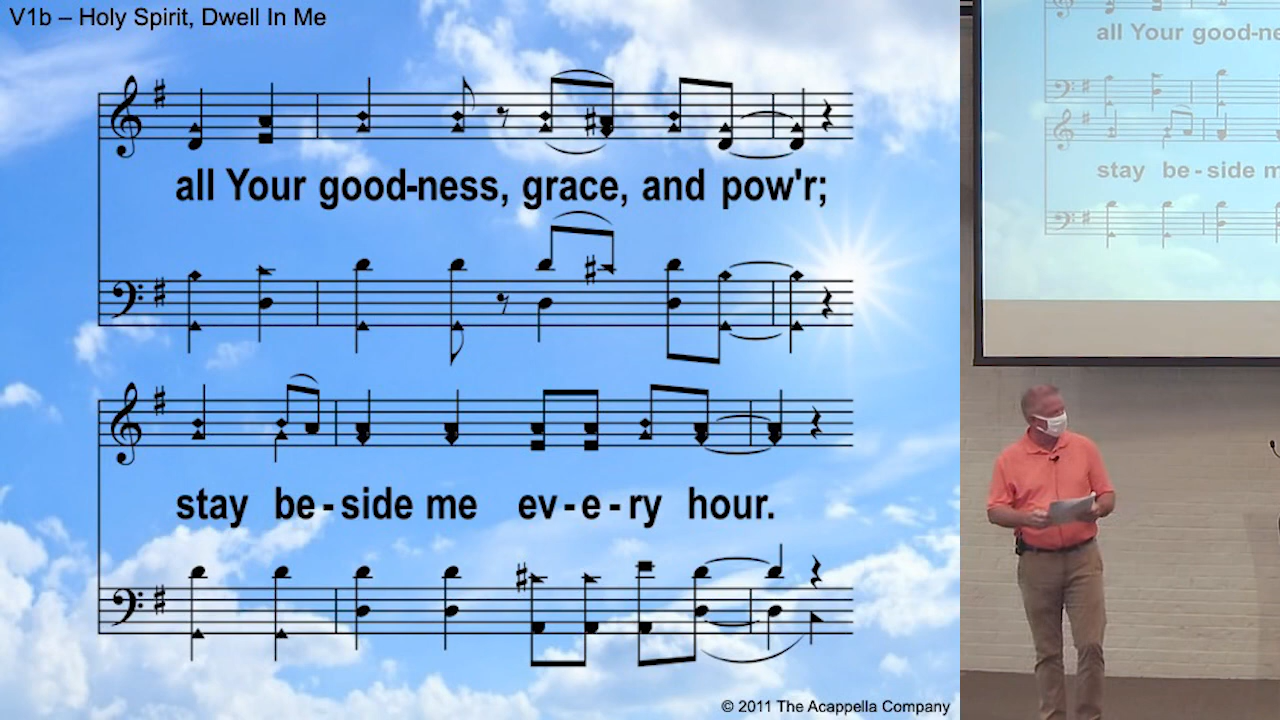 V1b – Holy Spirit, Dwell In Me
all Your good-ness, grace, and pow'r;
stay be-side me ev-e-ry hour.
© 2011 The Acappella Company
all Your good-ne
stay be-side m